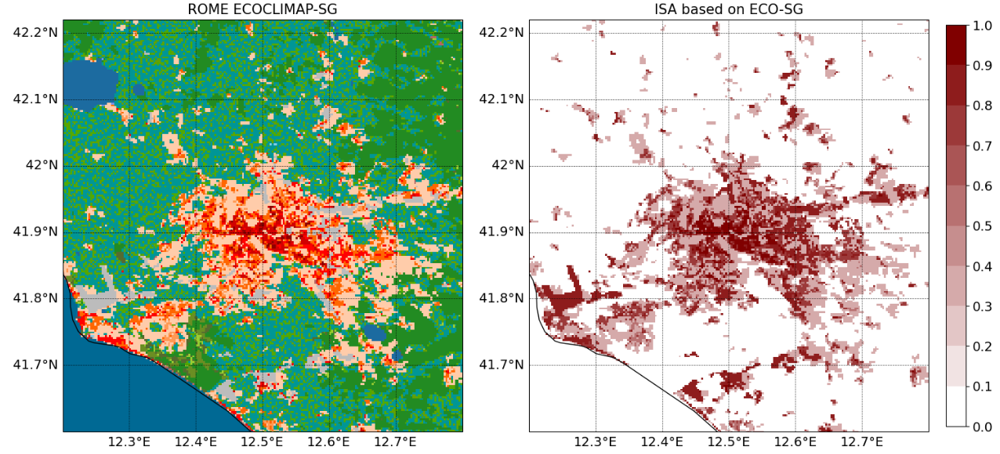 ROME ECOCLIMAP-SG
ISA based on ECO-SG
42.2°N
42.1°N
42°N
41.9°N
41.8°N
41.7°N
12.3°E
12.4°E
12.5°E
12.6°E
12.7°E
42.2°N
42.1°N
42°N
41.9°N
41.8°N
41.7°N
12.3°E
12.4°E
12.5°E
12.6°E
12.7°E
1.0
0.9
0.8
0.7
0.6
0.5
0.4
0.3
0.2
0.1
0.0